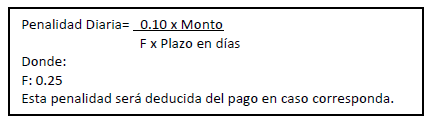 Penalidad Diaria= 0.10 x Monto
F x Plazo en días
Donde:
F: 0.25
Esta penalidad será deducida del pago en caso corresponda.